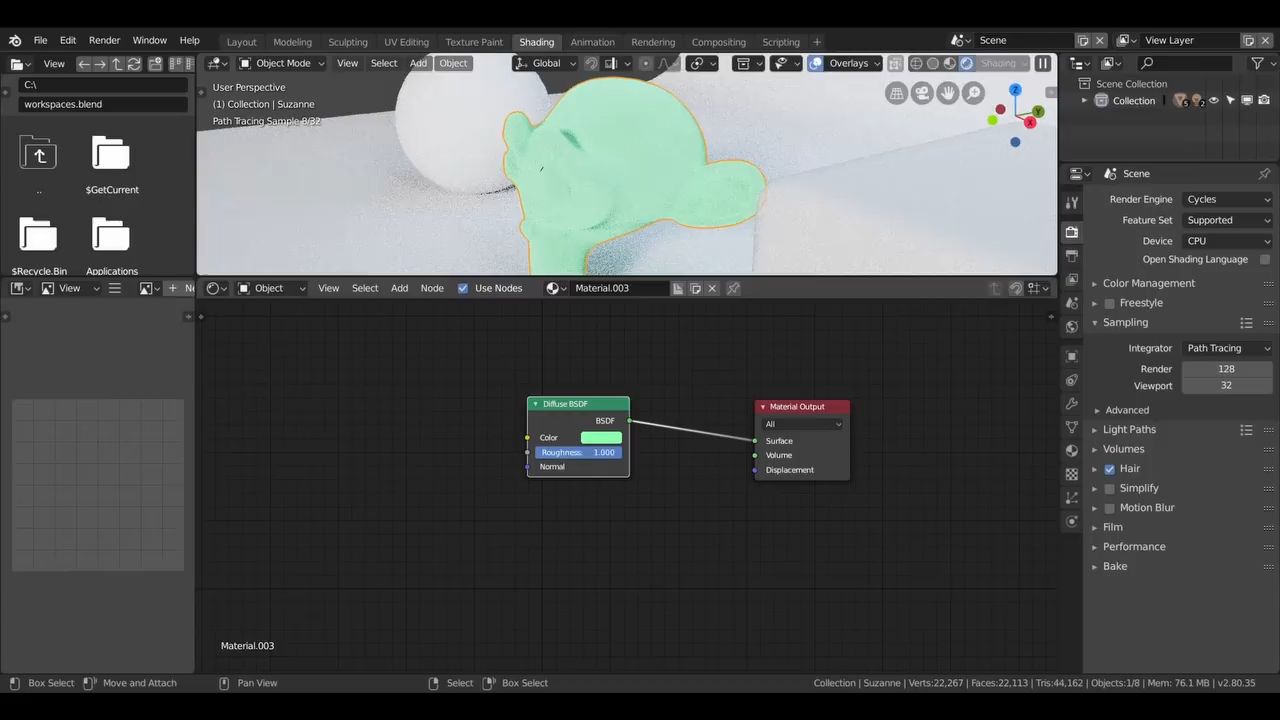 File Edit Render Window Help Layout Modeling Sculpting UV Editing Texture Paint Shading Animation Rendering Compositing Scripting + Scene View Layer
View Object Mode View Select Add Object Global Overlays Shading
C:\
workspaces.blend
..
$GetCurrent
$Recycle.Bin
Applications
User Perspective
(1) Collection | Suzanne
Path Tracing Sample 8/32
Z
Y
X
Scene Collection
Collection 5 2
Scene
Render Engine Cycles
Feature Set Supported
Device CPU
Open Shading Language
Color Management
Freestyle
Sampling
Integrator Path Tracing
Render 128
Viewport 32
Advanced
Light Paths
Volumes
Hair
Simplify
Motion Blur
Film
Performance
Bake
View + Ne
Object View Select Add Node Use Nodes Material.003
Diffuse BSDF
BSDF
Color
Roughness: 1.000
Normal
Material Output
All
Surface
Volume
Displacement
Material.003
Box Select Move and Attach Pan View Select Box Select Collection | Suzanne | Verts:22,267 | Faces:22,113 | Tris:44,162 | Objects:1/8 | Mem: 76.1 MB | v2.80.35